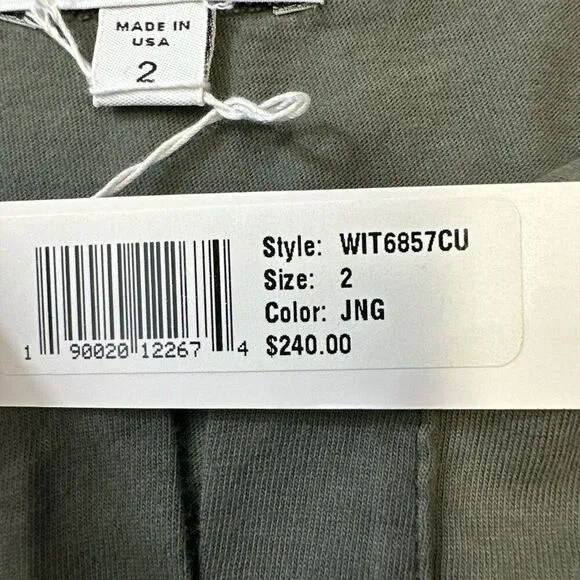 MADE IN
USA
2
Style: WIT6857CU
Size: 2
Color: JNG
$240.00
1 90020 12267 4